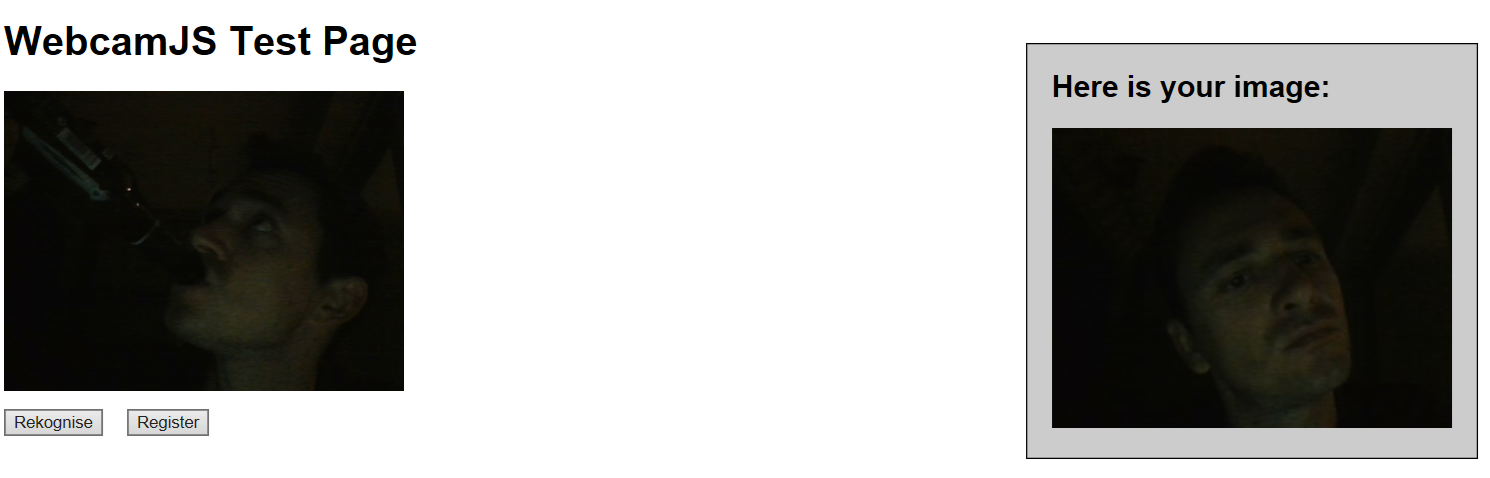 WebcamJS Test Page
Here is your image:
Rekognise
Register